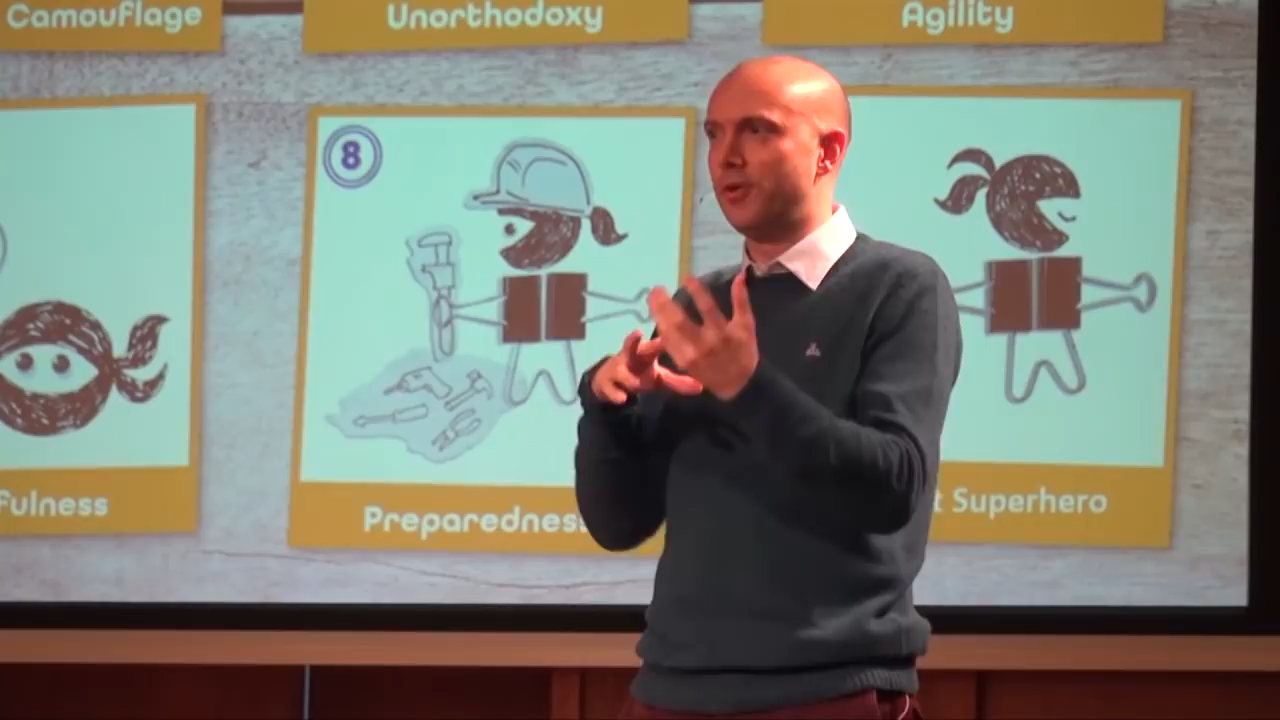 Camouflage
Unorthodoxy
Agility
8
fulness
Preparedness
t Superhero